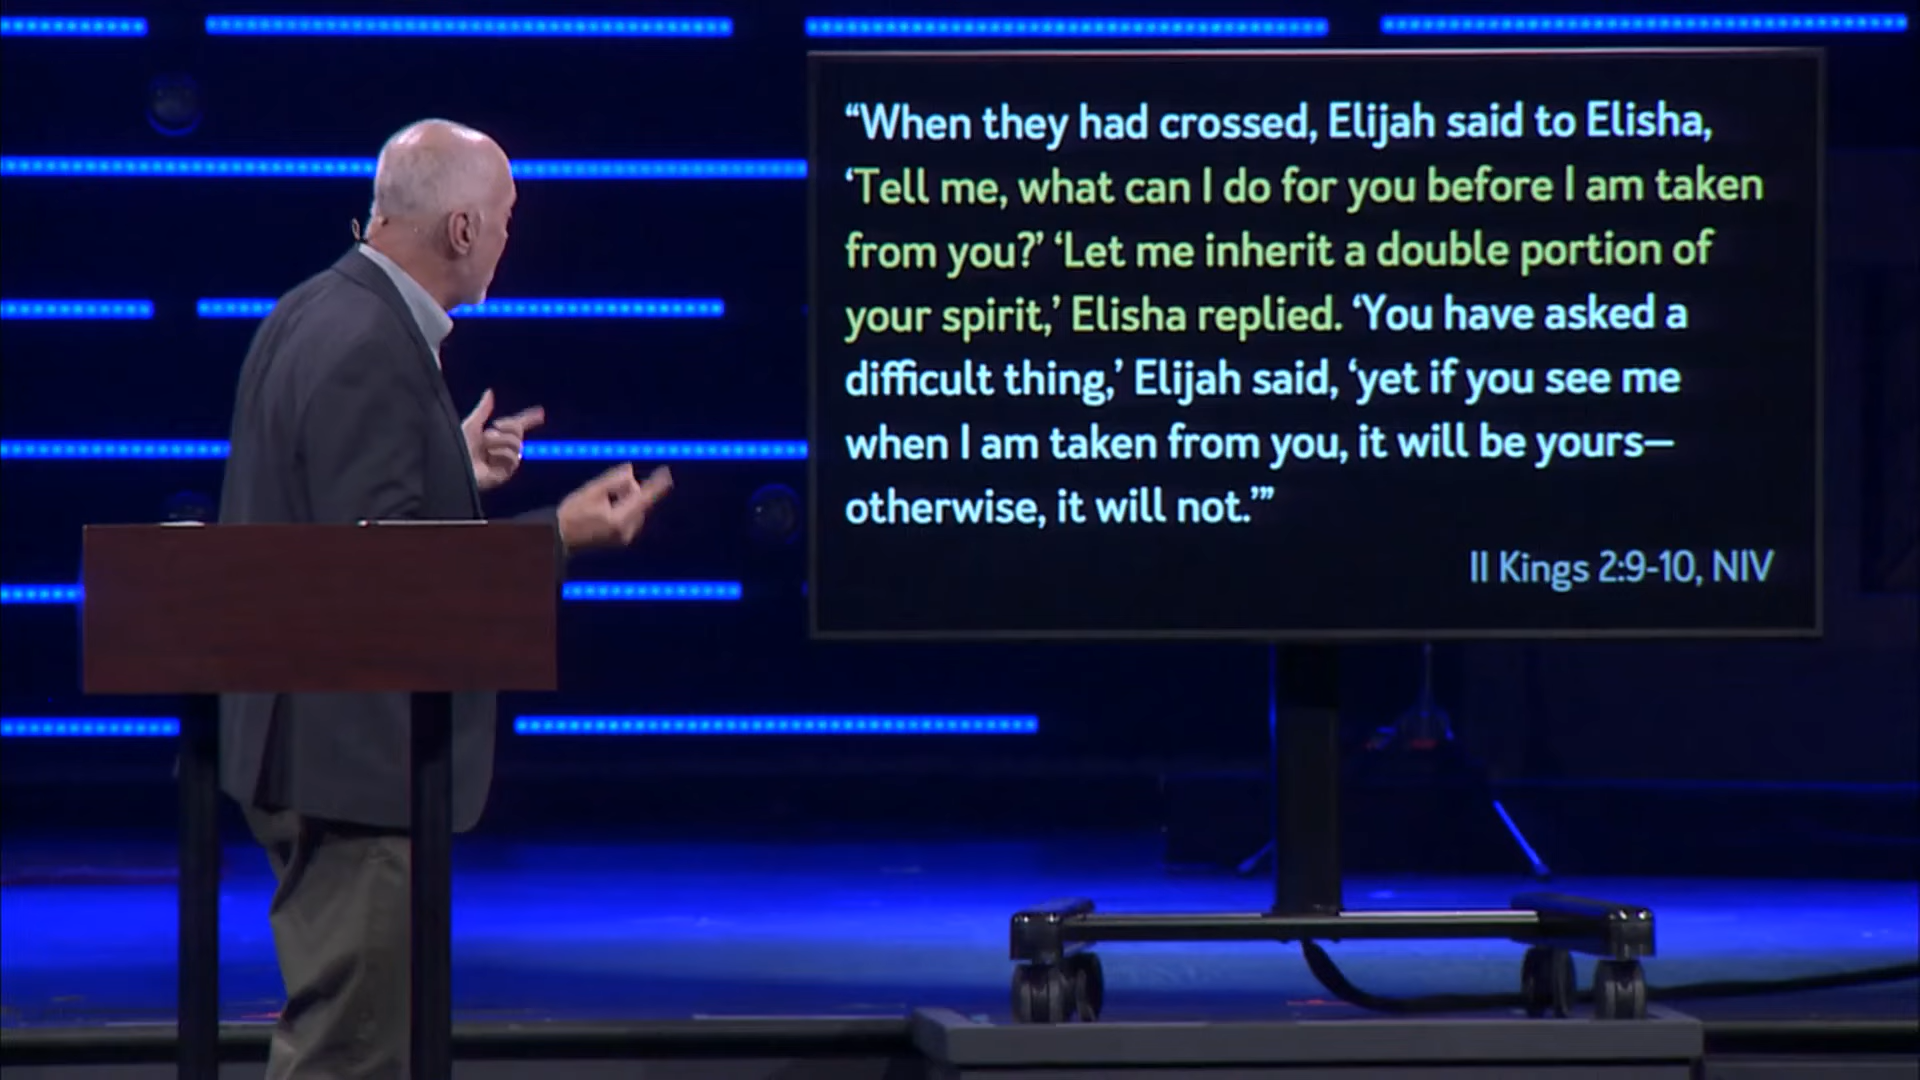 “When they had crossed, Elijah said to Elisha,
‘Tell me, what can I do for you before I am taken
from you?’ ‘Let me inherit a double portion of
your spirit,’ Elisha replied. ‘You have asked a
difficult thing,’ Elijah said, ‘yet if you see me
when I am taken from you, it will be yours—
otherwise, it will not.’”
II Kings 2:9-10, NIV